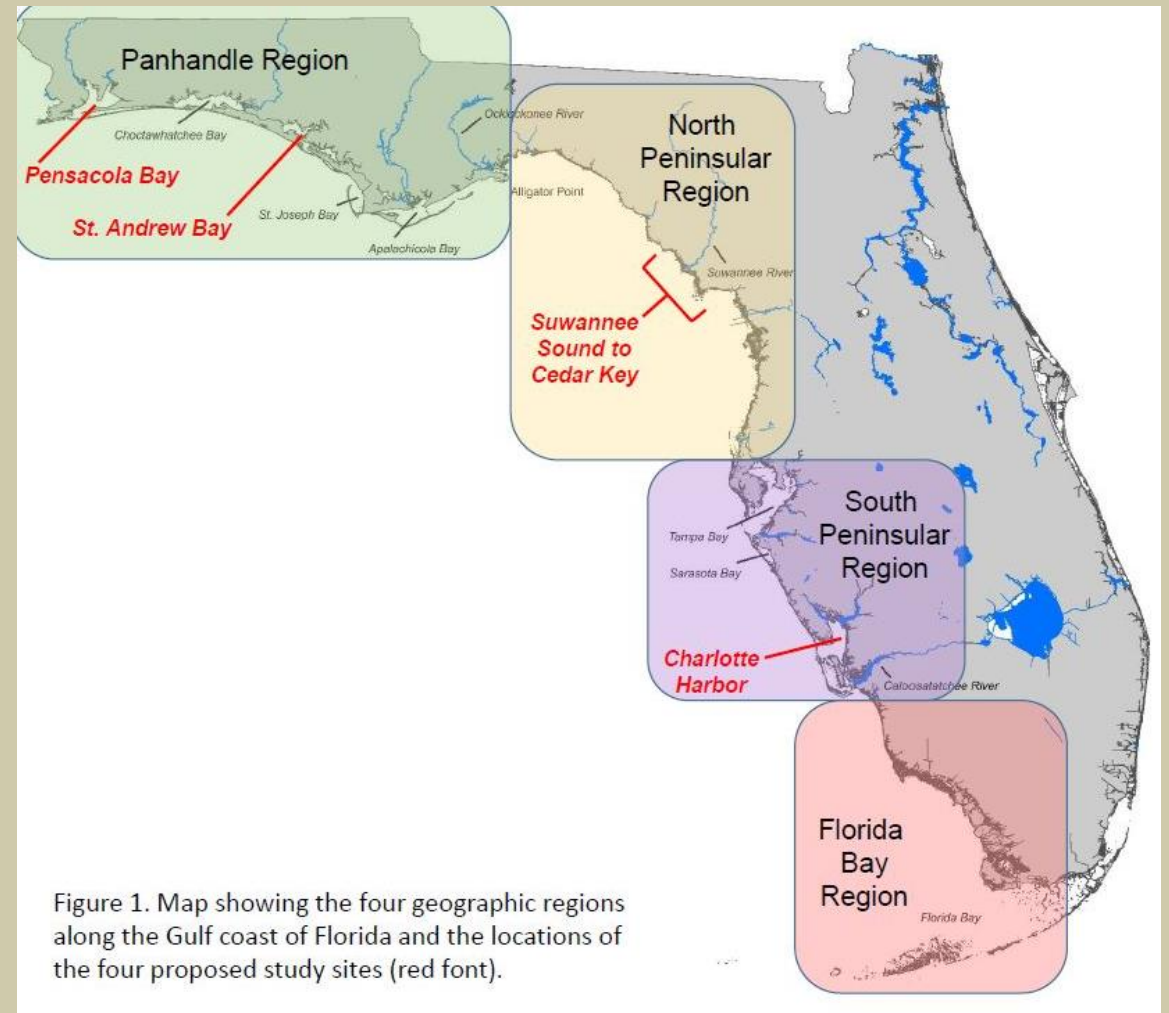 Panhandle Region
Choctawhatchee Bay
Pensacola Bay
St. Andrew Bay
St. Joseph Bay
Apalachicola Bay
Ochlockonee River
Alligator Point
North
Peninsular
Region
Suwannee River
Suwannee
Sound to
Cedar Key
South
Peninsular
Region
Tampa Bay
Sarasota Bay
Charlotte
Harbor
Caloosatatchee River
Florida
Bay
Region
Florida Bay
Figure 1. Map showing the four geographic regions
along the Gulf coast of Florida and the locations of
the four proposed study sites (red font).